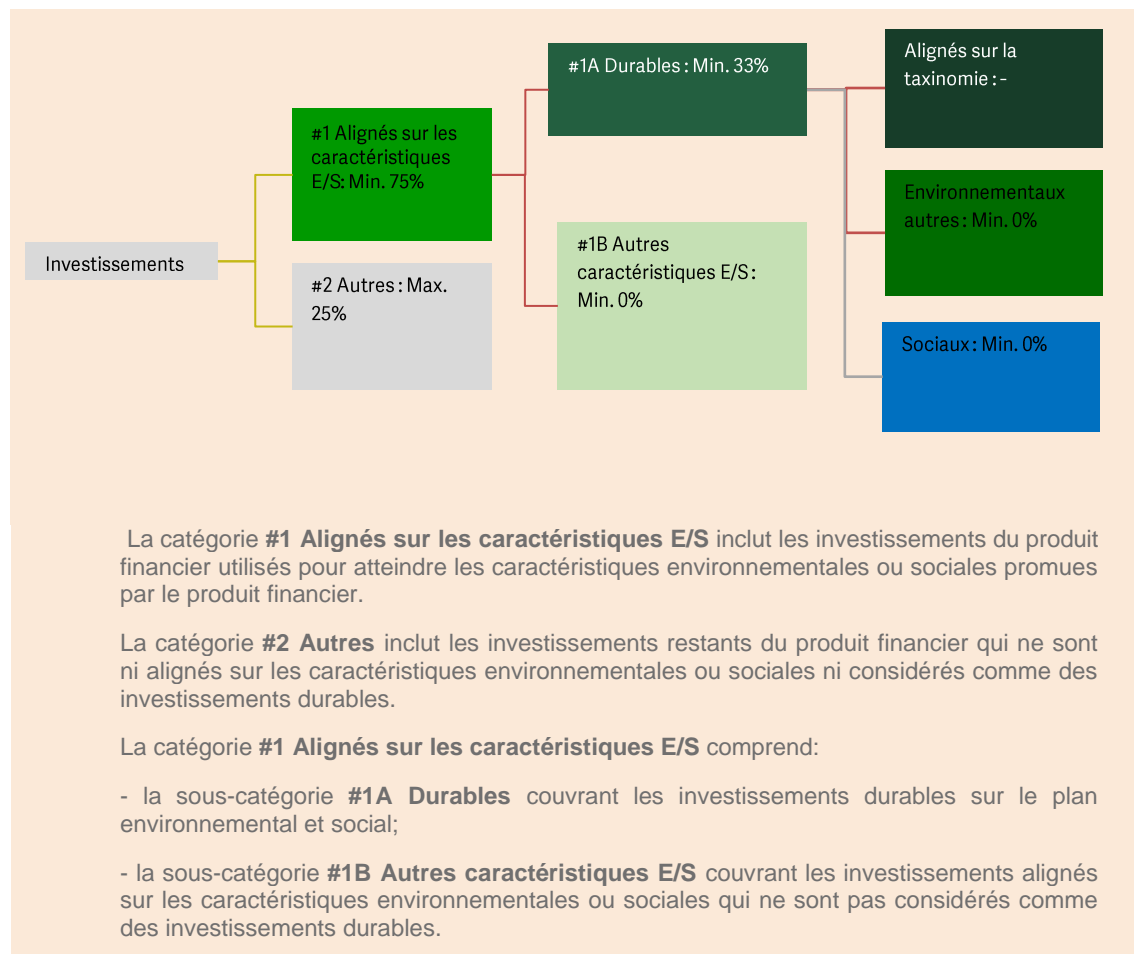 Investissements
#1 Alignés sur les
caractéristiques
E/S: Min. 75%
#2 Autres : Max.
25%
#1A Durables : Min. 33%
#1B Autres
caractéristiques E/S :
Min. 0%
Alignés sur la
taxinomie : -
Environnementaux
autres : Min. 0%
Sociaux : Min. 0%
La catégorie #1 Alignés sur les caractéristiques E/S inclut les investissements du produit
financier utilisés pour atteindre les caractéristiques environnementales ou sociales promues
par le produit financier.
La catégorie #2 Autres inclut les investissements restants du produit financier qui ne sont
ni alignés sur les caractéristiques environnementales ou sociales ni considérés comme des
investissements durables.
La catégorie #1 Alignés sur les caractéristiques E/S comprend:
- la sous-catégorie #1A Durables couvrant les investissements durables sur le plan
environnemental et social;
- la sous-catégorie #1B Autres caractéristiques E/S couvrant les investissements alignés
sur les caractéristiques environnementales ou sociales qui ne sont pas considérés comme
des investissements durables.